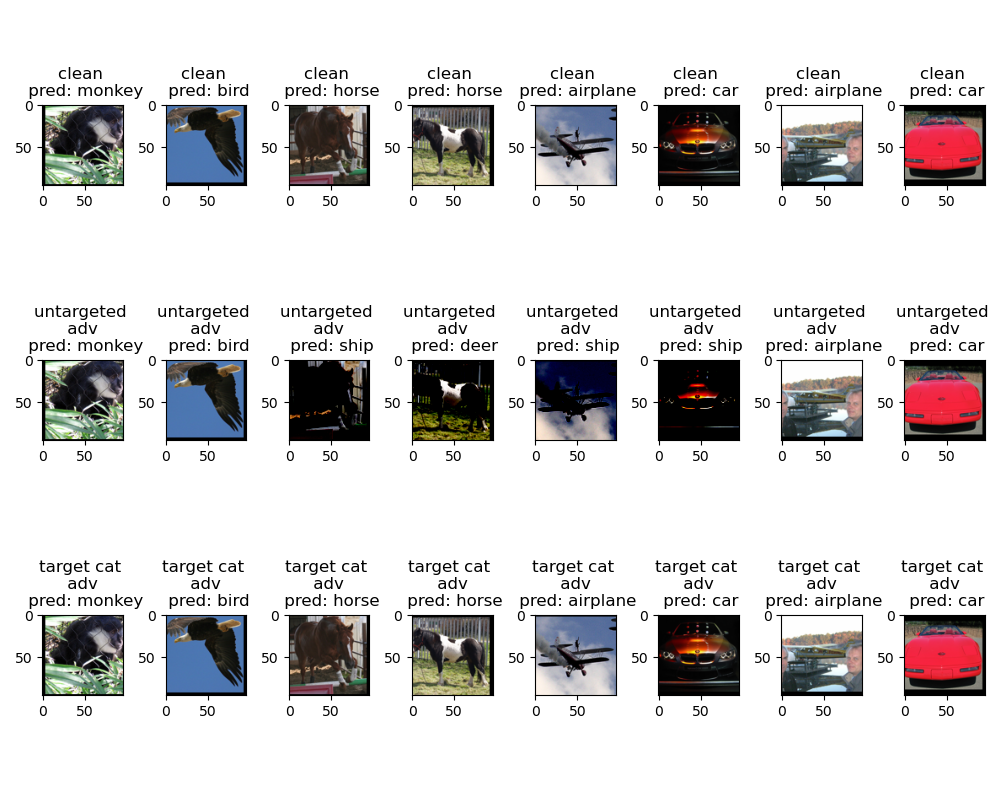 clean clean clean clean clean clean clean clean
pred: monkey pred: bird pred: horse pred: horse pred: airplane pred: car pred: airplane pred: car
0 0 0 0 0 0 0 0
50 50 50 50 50 50 50 50
0 50 0 50 0 50 0 50 0 50 0 50 0 50 0 50
untargeted untargeted untargeted untargeted untargeted untargeted untargeted untargeted
adv adv adv adv adv adv adv adv
pred: monkey pred: bird pred: ship pred: deer pred: ship pred: ship pred: airplane pred: car
0 0 0 0 0 0 0 0
50 50 50 50 50 50 50 50
0 50 0 50 0 50 0 50 0 50 0 50 0 50 0 50
target cat target cat target cat target cat target cat target cat target cat target cat
adv adv adv adv adv adv adv adv
pred: monkey pred: bird pred: horse pred: horse pred: airplane pred: car pred: airplane pred: car
0 0 0 0 0 0 0 0
50 50 50 50 50 50 50 50
0 50 0 50 0 50 0 50 0 50 0 50 0 50 0 50